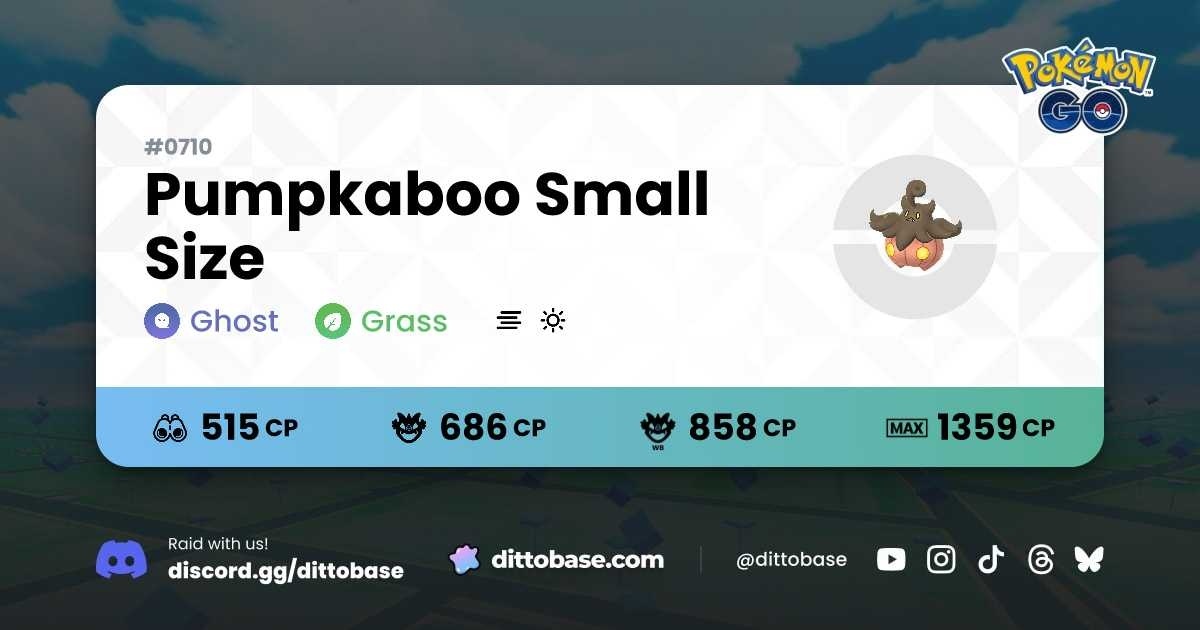 POKÉMON
GO
TM
#0710
Pumpkaboo Small
Size
Ghost Grass
515 CP 686 CP 858 CP MAX 1359 CP
WB
Raid with us!
discord.gg/dittobase
dittobase.com @dittobase